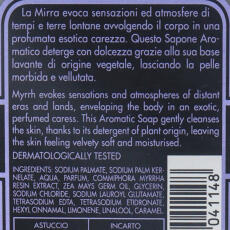 La Mirra evoca sensazioni ed atmosfere di
tempi e terre lontane avvolgendo il corpo in una
profumata esotica carezza. Questo Sapone Aro-
matico deterge con dolcezza grazie alla sua base
lavante di origine vegetale, lasciando la pelle
morbida e vellutata.
Myrrh evokes sensations and atmospheres of distant
eras and lands, enveloping the body in an exotic,
perfumed caress. This Aromatic Soap gently cleanses
the skin, thanks to its detergent of plant origin, leaving
the skin feeling velvety soft and moisturised.
DERMATOLOGICALLY TESTED
INGREDIENTS: SODIUM PALMATE, SODIUM PALM KER-
NELATE, AQUA, PARFUM, COMMIPHORA MYRRHA
RESIN EXTRACT, ZEA MAYS GERM OIL, GLYCERIN,
SODIUM CHLORIDE, SODIUM LAUROYL GLUTAMATE,
TETRASODIUM EDTA, TETRASODIUM ETIDRONATE,
HEXYL CINNAMAL, LIMONENE, LINALOOL, CARAMEL.
041148
ASTUCCIO
INCARTO